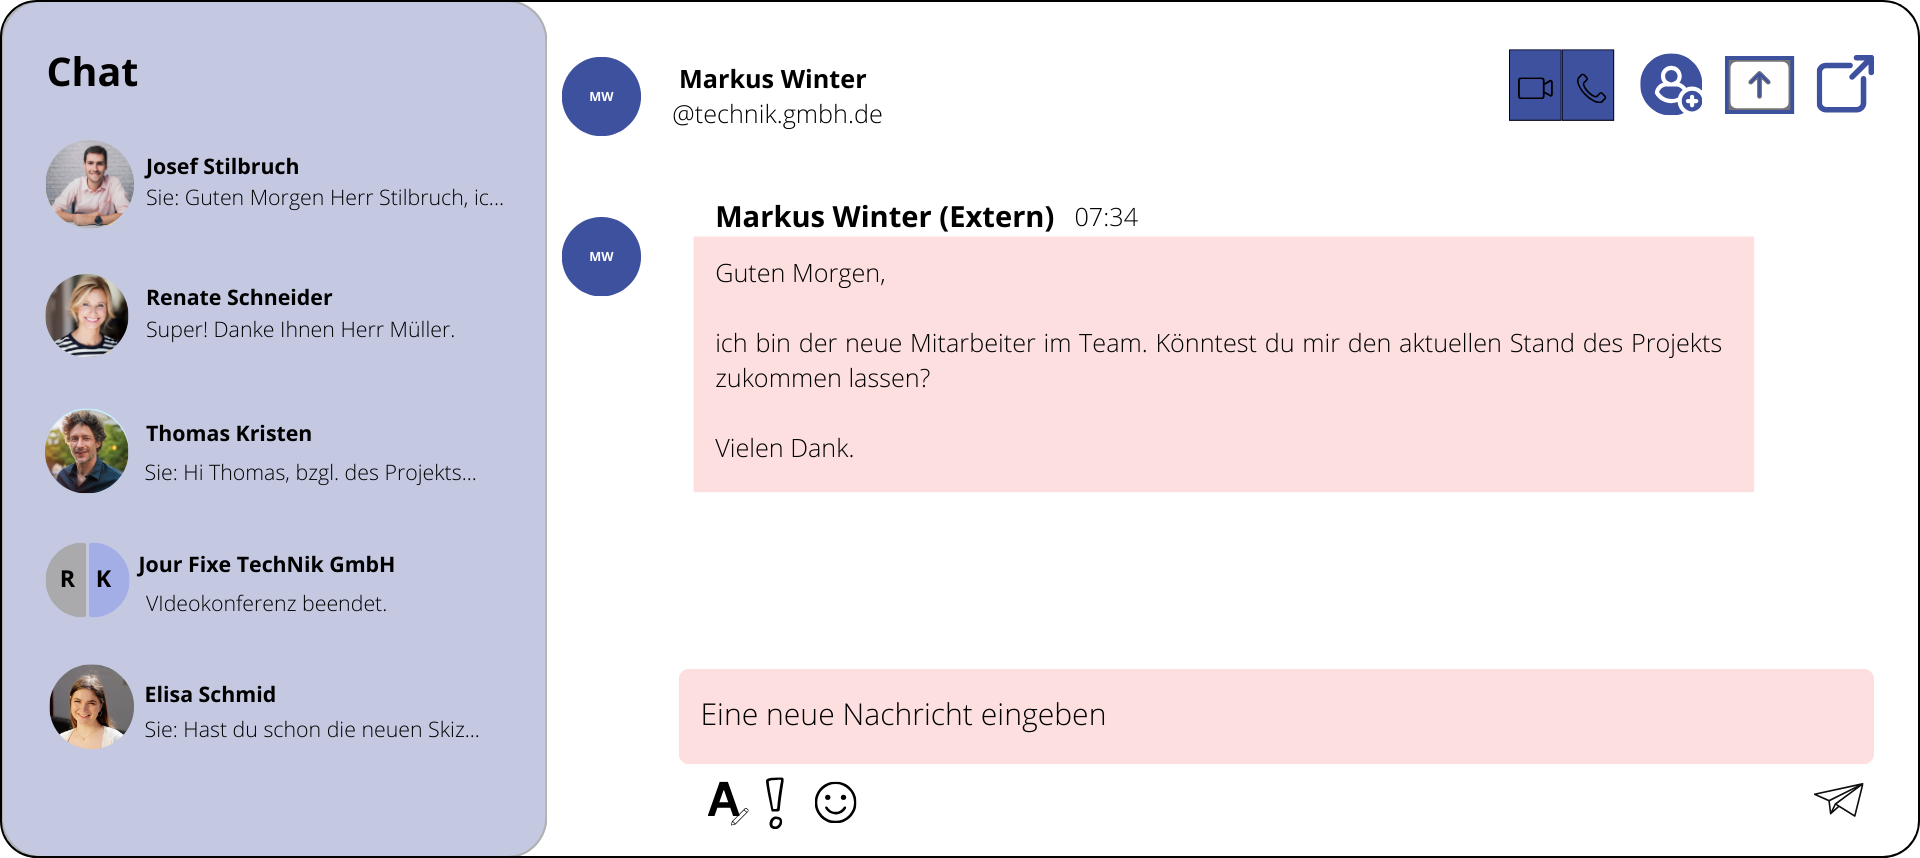 Chat
Josef Stilbruch
Sie: Guten Morgen Herr Stilbruch, ic...
Renate Schneider
Super! Danke Ihnen Herr Müller.
Thomas Kristen
Sie: Hi Thomas, bzgl. des Projekts...
R K
Jour Fixe TechNik GmbH
VIdeokonferenz beendet.
Elisa Schmid
Sie: Hast du schon die neuen Skiz...
MW
Markus Winter
@technik.gmbh.de
MW
Markus Winter (Extern) 07:34
Guten Morgen,
ich bin der neue Mitarbeiter im Team. Könntest du mir den aktuellen Stand des Projekts
zukommen lassen?
Vielen Dank.
Eine neue Nachricht eingeben
A